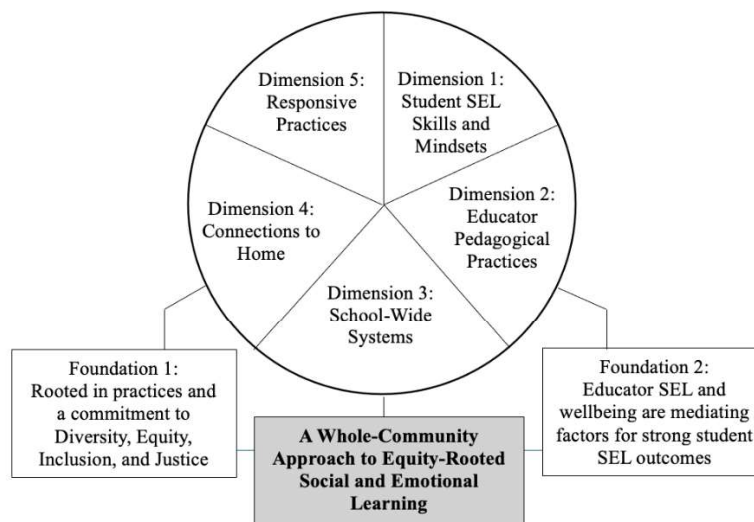 Dimension 5:
Responsive
Practices
Dimension 1:
Student SEL
Skills and
Mindsets
Dimension 4:
Connections to
Home
Dimension 2:
Educator
Pedagogical
Practices
Dimension 3:
School-Wide
Systems
Foundation 1:
Rooted in practices and
a commitment to
Diversity, Equity,
Inclusion, and Justice
A Whole-Community
Approach to Equity-Rooted
Social and Emotional
Learning
Foundation 2:
Educator SEL and
wellbeing are mediating
factors for strong student
SEL outcomes